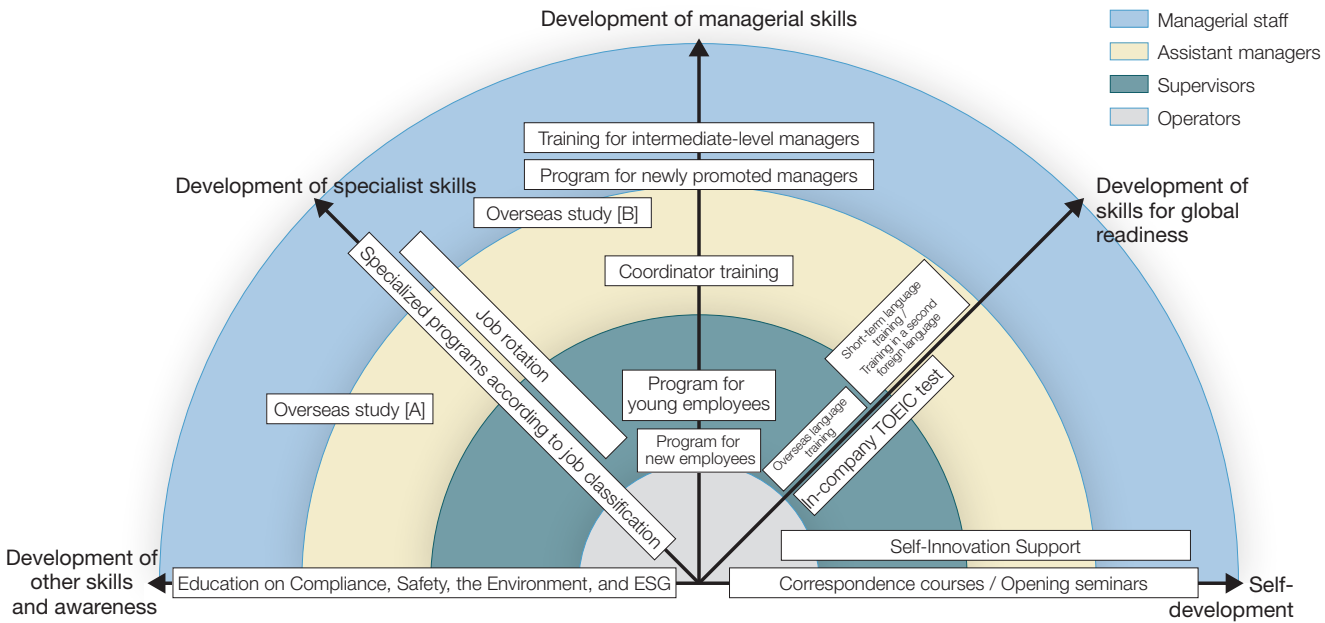 Development of managerial skills
Managerial staff
Assistant managers
Supervisors
Operators
Training for intermediate-level managers
Program for newly promoted managers
Development of specialist skills
Development of
skills for global
readiness
Overseas study [B]
Coordinator training
Specialized programs according to job classification
Job rotation
Short-term language
training /
Training in a second
foreign language
Overseas study [A]
Program for
young employees
Program for
new employees
Overseas language
training
In-company TOEIC test
Self-Innovation Support
Development of
other skills
and awareness
Education on Compliance, Safety, the Environment, and ESG
Correspondence courses / Opening seminars
Self-
development